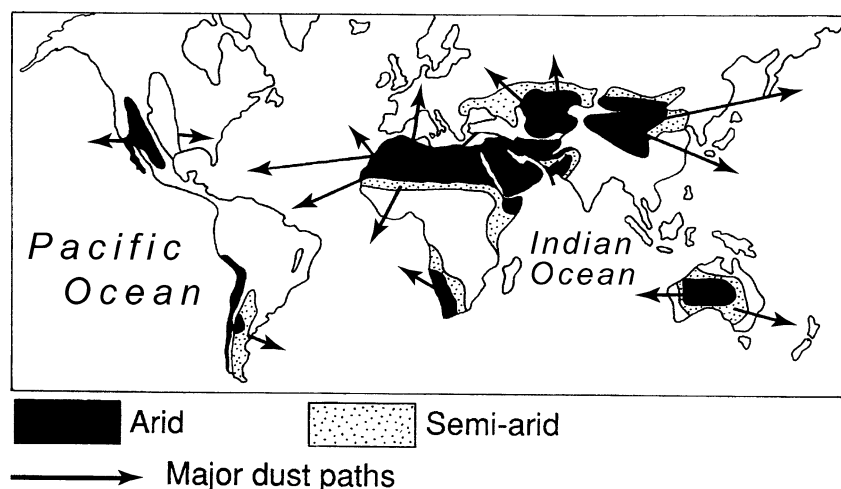 Pacific
Ocean
Indian
Ocean
Arid
Semi-arid
Major dust paths